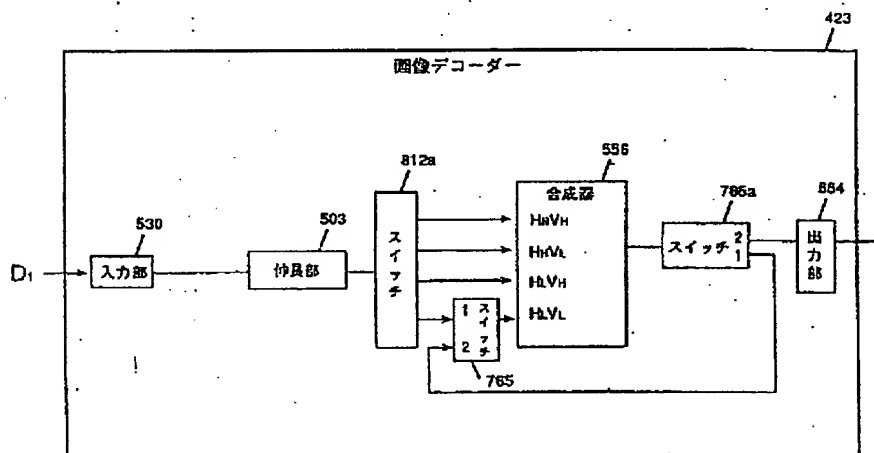 423
画像デコーダー
812a
556
合成器
786a
664
530
503
HHVH
HHVL
HLVH
HLVL
スイッチ
スイッチ 2
1
出力部
D1
入力部
伸長部
1
2
スイッチ
765